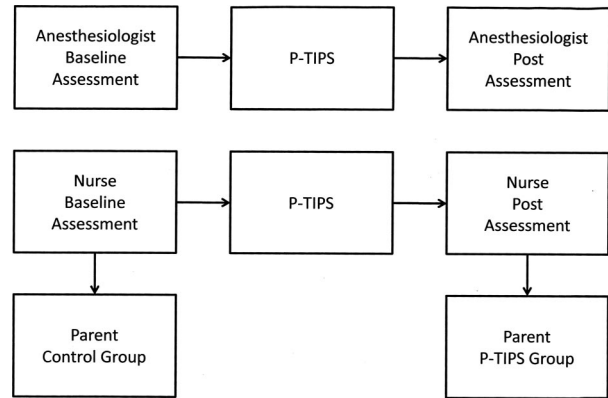 Anesthesiologist
Baseline
Assessment
P-TIPS
Anesthesiologist
Post
Assessment
Nurse
Baseline
Assessment
P-TIPS
Nurse
Post
Assessment
Parent
Control Group
Parent
P-TIPS Group